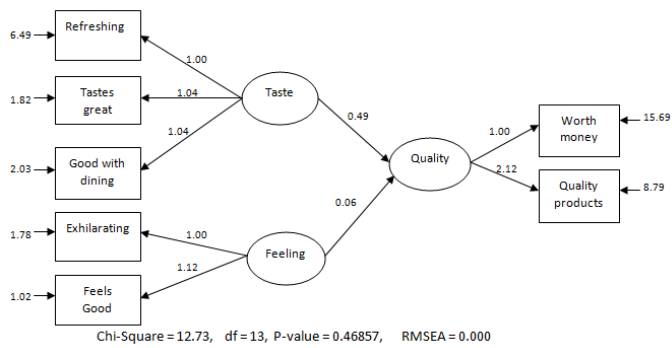 Refreshing
6.49
1.00
Tastes
great
1.82
1.04
Taste
Good with
dining
2.03
1.04
0.49
Exhilarating
1.78
1.00
Feeling
Feels
Good
1.02
1.12
0.06
Quality
Worth
money
1.00
15.69
Quality
products
2.12
8.79
Chi-Square = 12.73, df = 13, P-value = 0.46857, RMSEA = 0.000